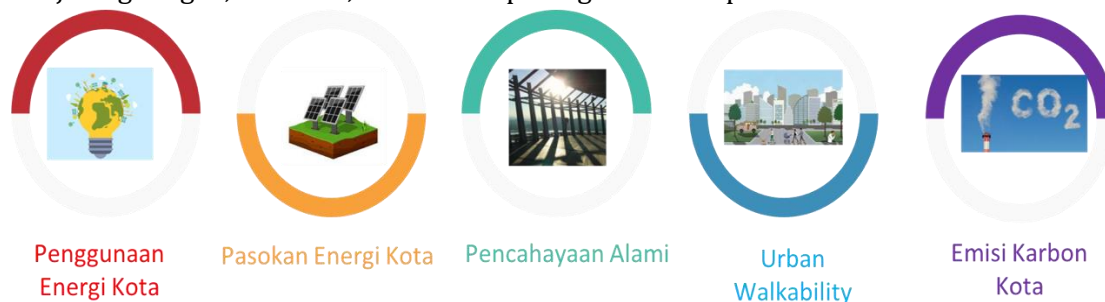 Penggunaan
Energi Kota
Pasokan Energi Kota
Pencahayaan Alami
Urban
Walkability
Emisi Karbon
Kota
CO2